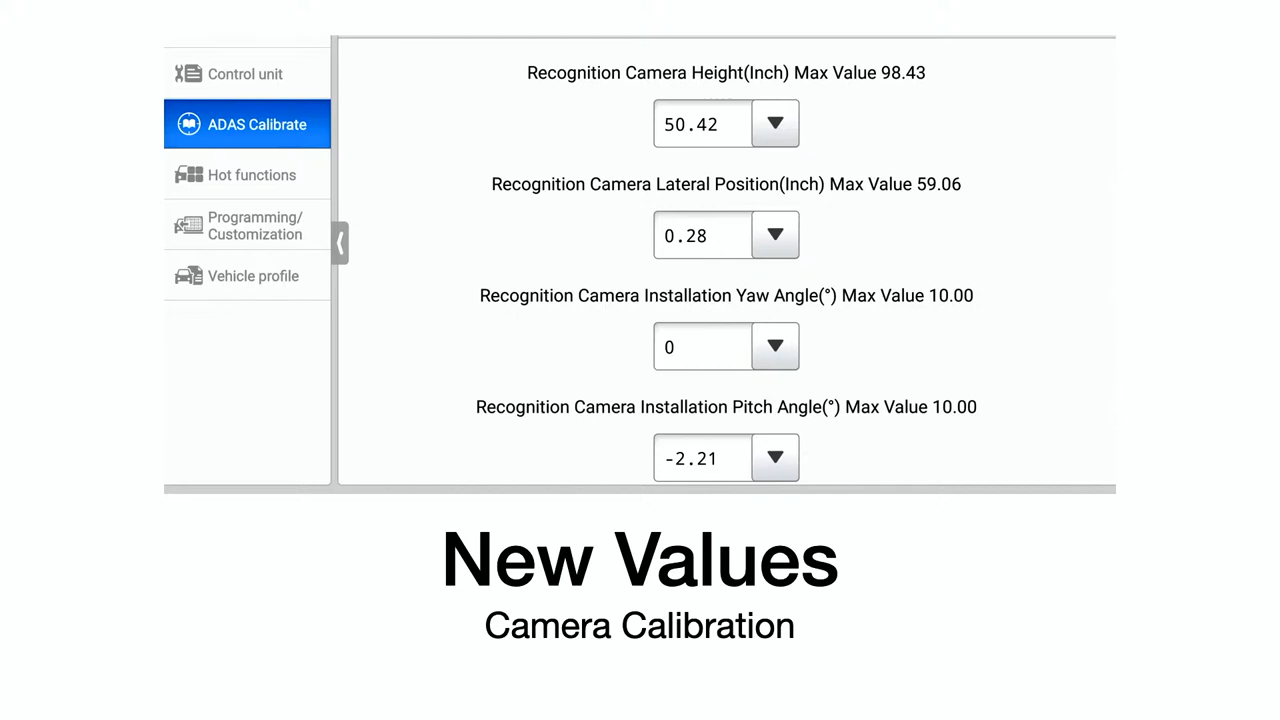 Control unit
ADAS Calibrate
Hot functions
Programming/
Customization
Vehicle profile
Recognition Camera Height(Inch) Max Value 98.43
50.42
Recognition Camera Lateral Position(Inch) Max Value 59.06
0.28
Recognition Camera Installation Yaw Angle(°) Max Value 10.00
0
Recognition Camera Installation Pitch Angle(°) Max Value 10.00
-2.21
New Values
Camera Calibration